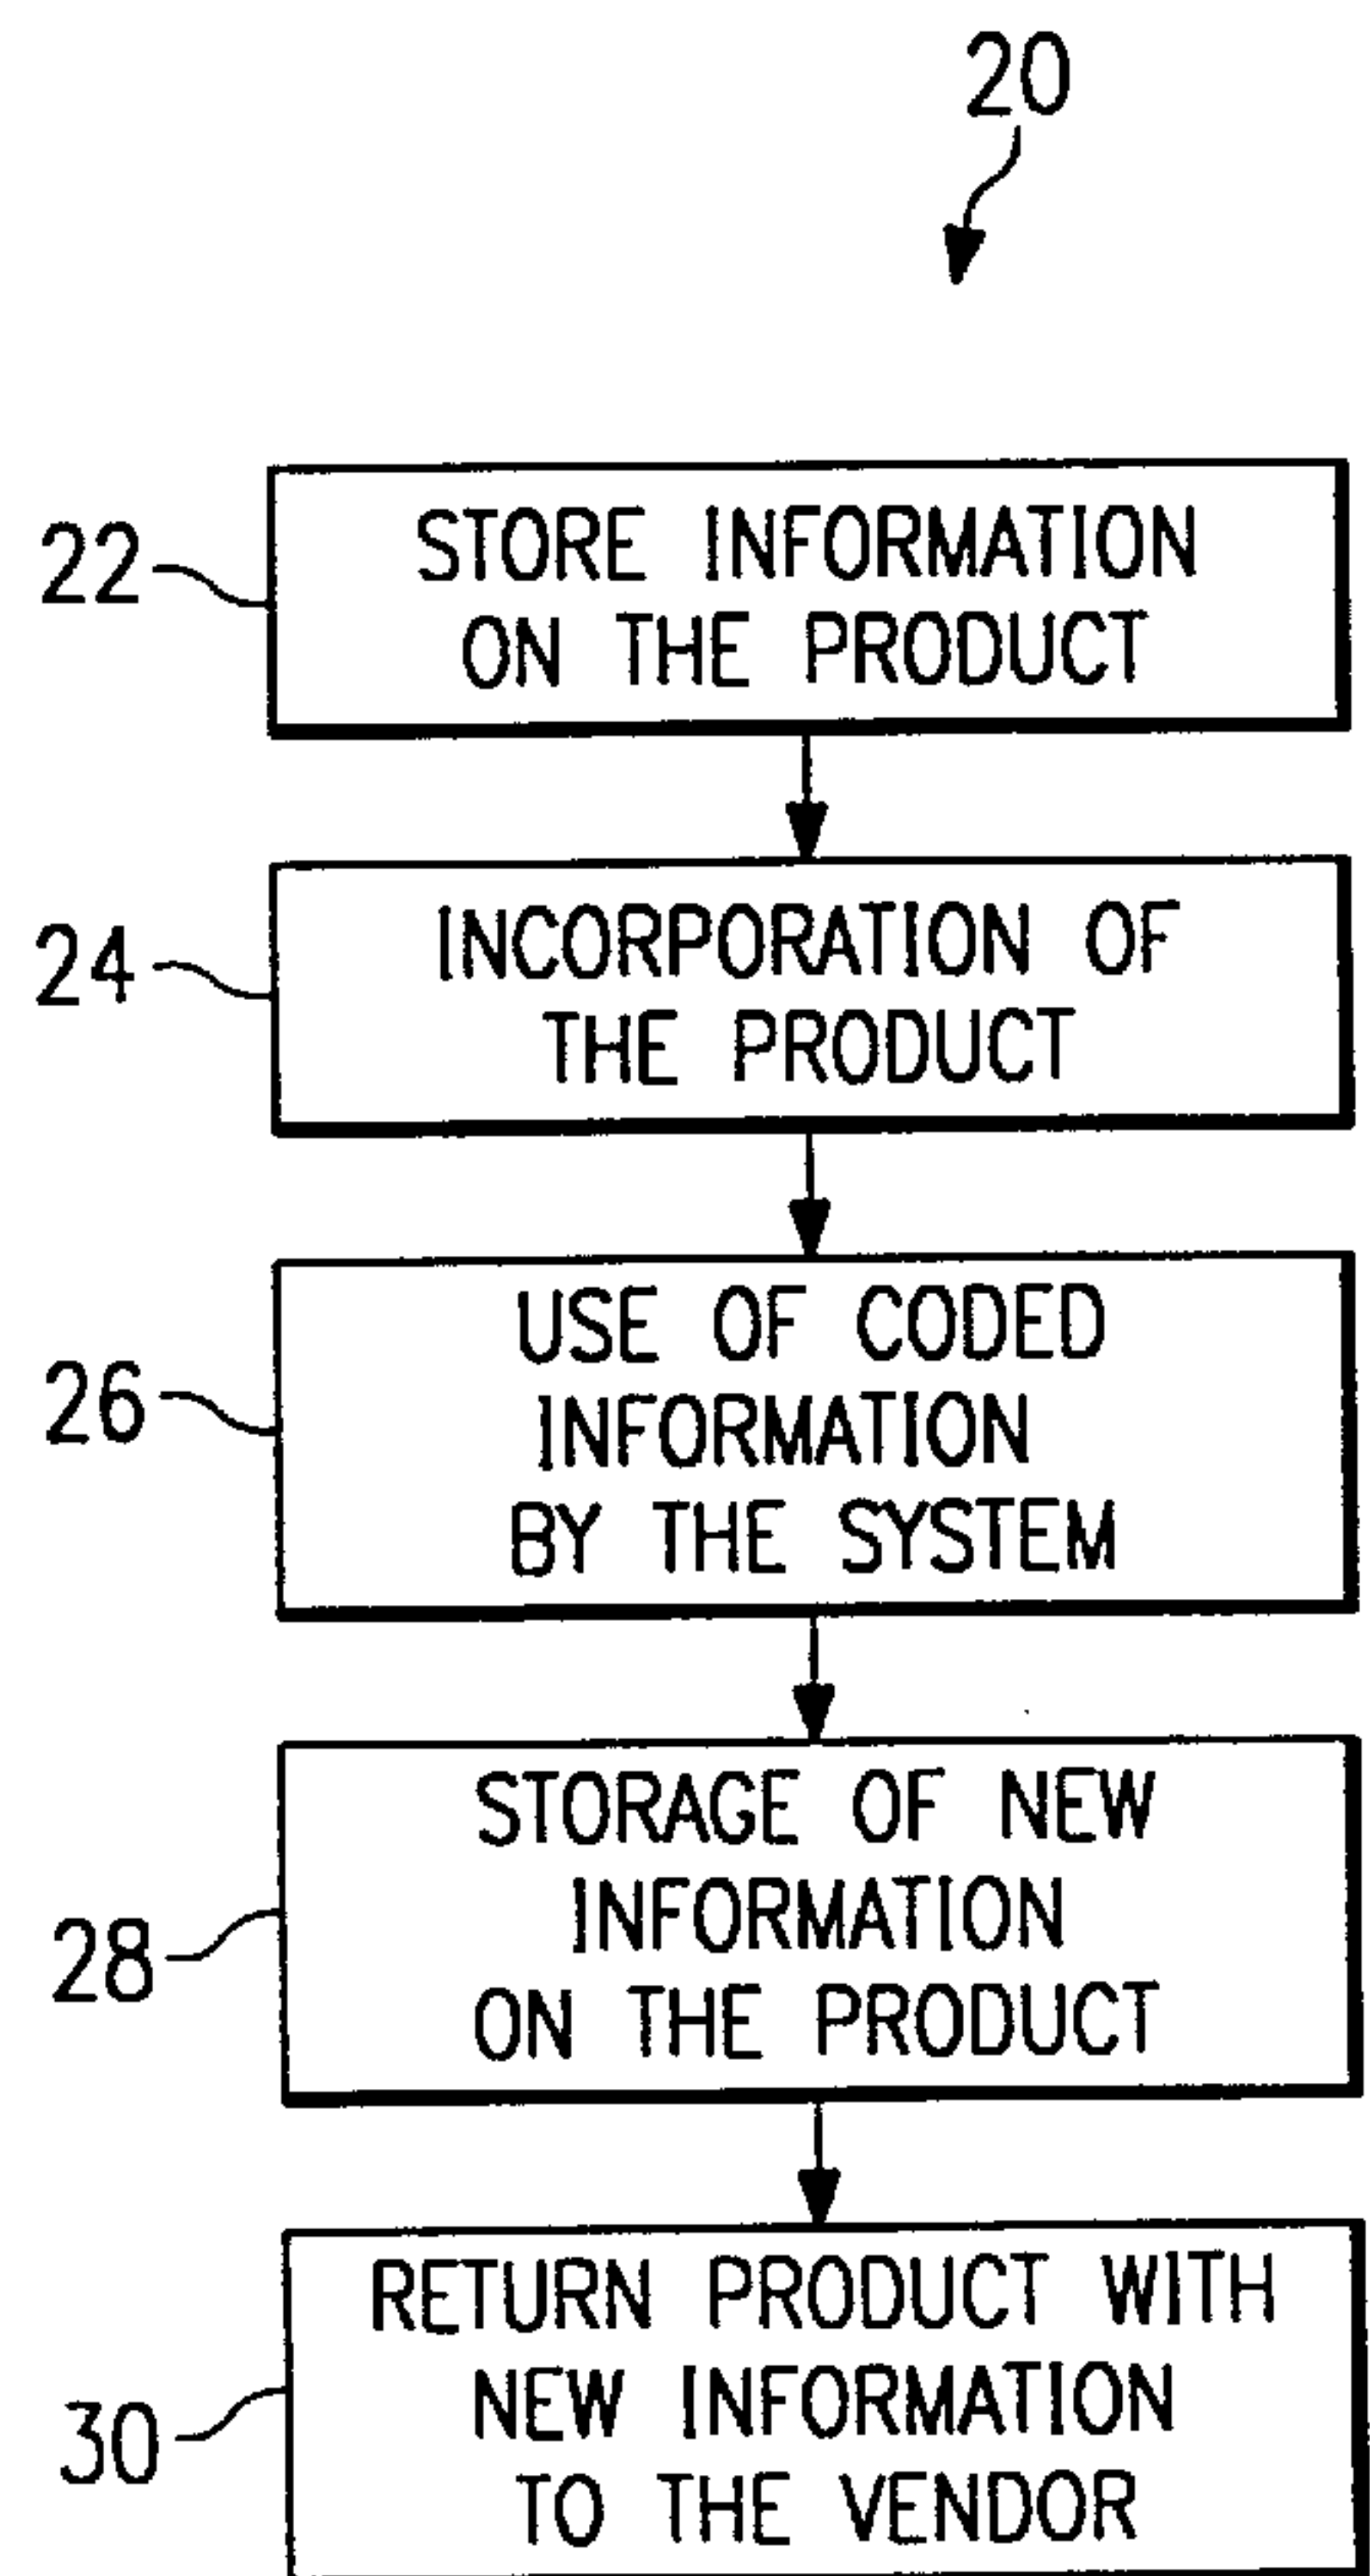 20
22
STORE INFORMATION
ON THE PRODUCT
24
INCORPORATION OF
THE PRODUCT
26
USE OF CODED
INFORMATION
BY THE SYSTEM
28
STORAGE OF NEW
INFORMATION
ON THE PRODUCT
30
RETURN PRODUCT WITH
NEW INFORMATION
TO THE VENDOR